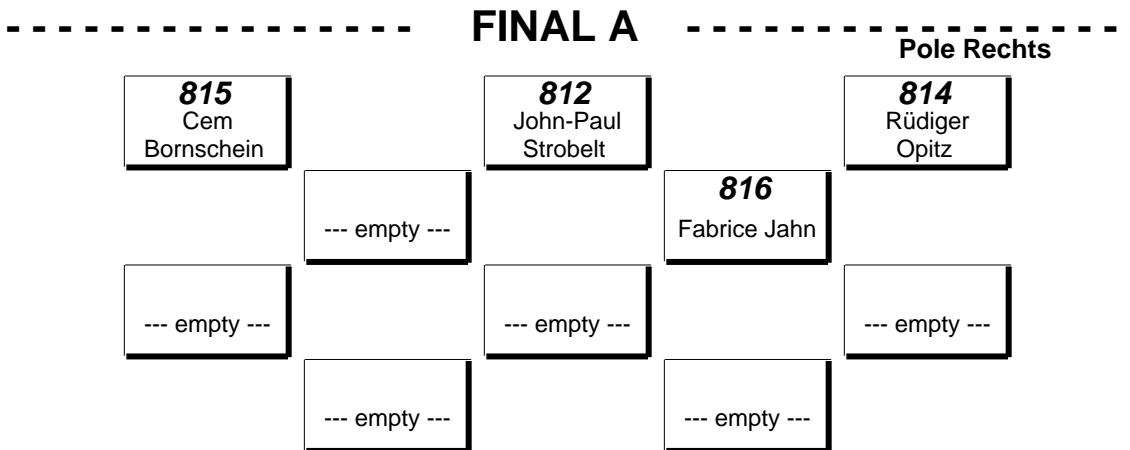 - - - - - - - - - - - - - - - - FINAL A - - - - - - - - - - - - - - - - -
Pole Rechts
815 812 814
Cem John-Paul Rüdiger
Bornschein Strobelt Opitz
816
--- empty --- Fabrice Jahn
--- empty --- --- empty --- --- empty ---
--- empty --- --- empty ---